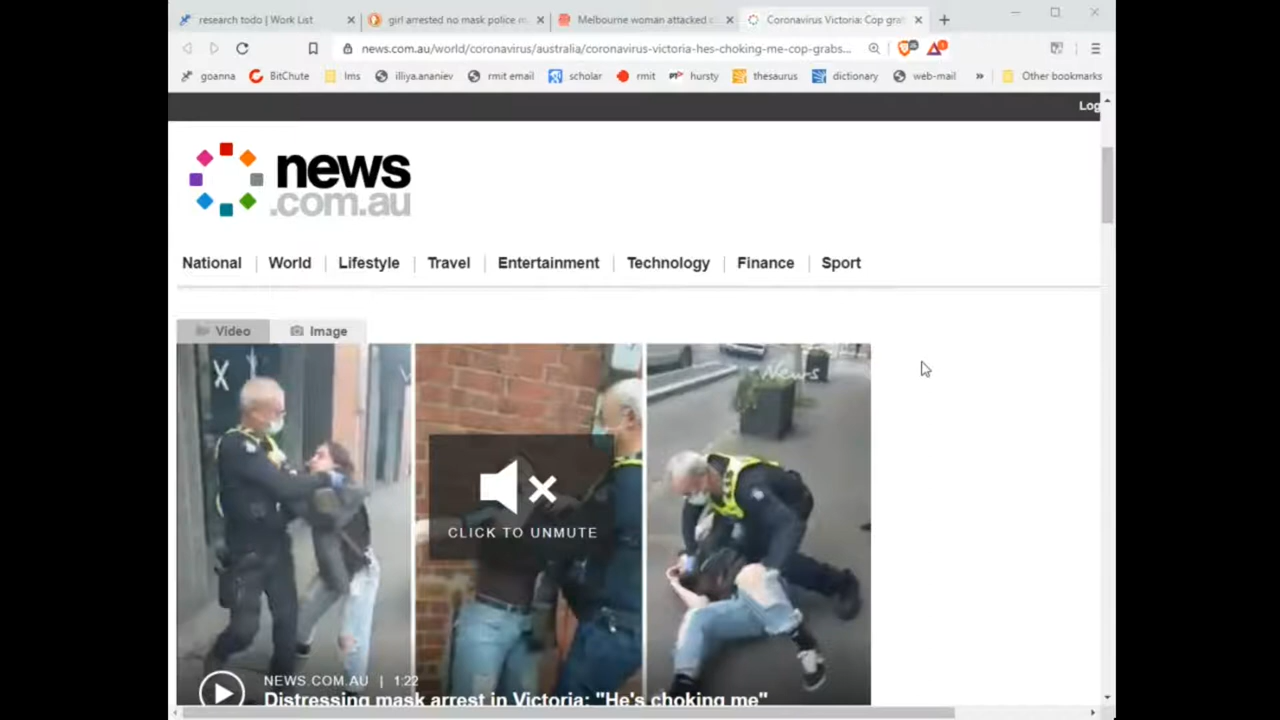 research todo | Work List
girl arrested no mask police
Melbourne woman attacked
Coronavirus Victoria: Cop gra
news.com.au/world/coronavirus/australia/coronavirus-victoria-hes-choking-me-cop-grabs...
goanna
BitChute
lms
illiya.ananiev
rmit email
scholar
rmit
hursty
thesaurus
dictionary
web-mail
»
Other bookmarks
Log
news
.com.au
National | World | Lifestyle | Travel | Entertainment | Technology | Finance | Sport
Video
Image
News
CLICK TO UNMUTE
NEWS.COM.AU | 1:22
Distressing mask arrest in Victoria: "He's choking me"